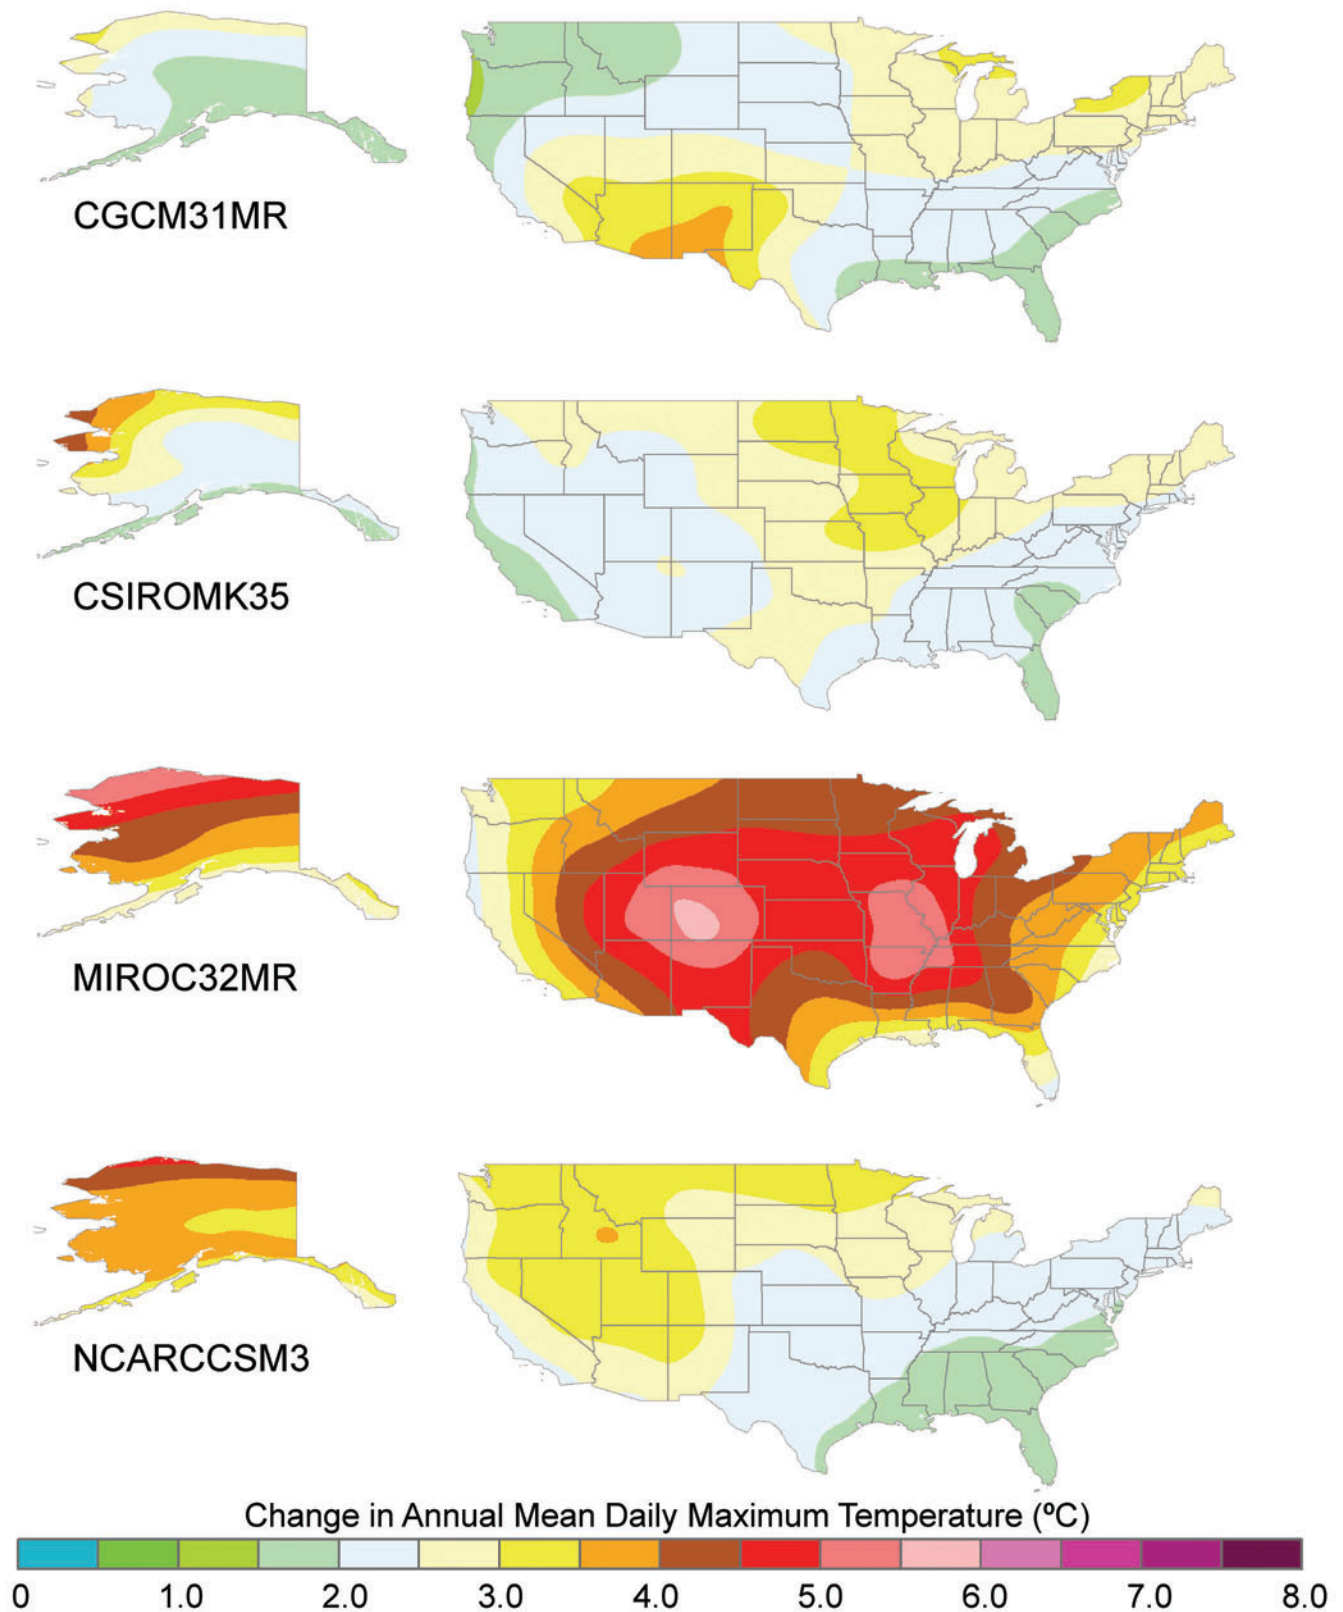 CGCM31MR
CSIROMK35
MIROC32MR
NCARCCSM3
Change in Annual Mean Daily Maximum Temperature (ºC)
0 1.0 2.0 3.0 4.0 5.0 6.0 7.0 8.0